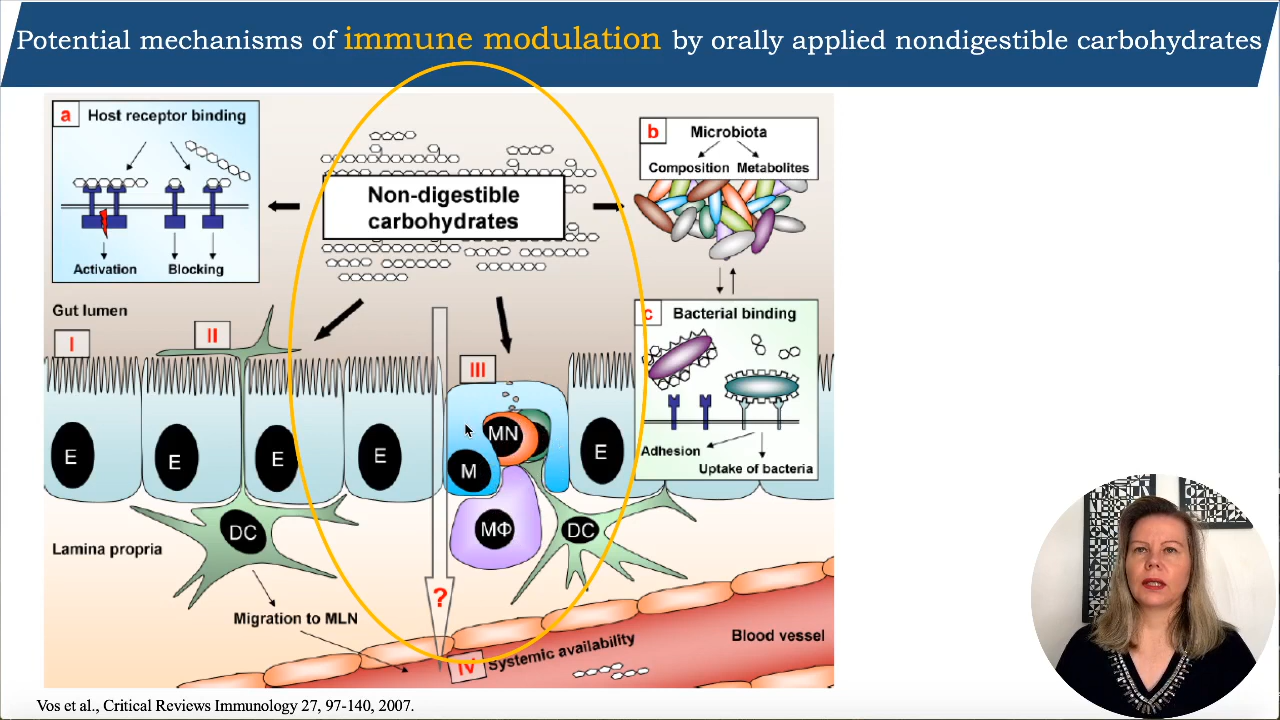 Potential mechanisms of immune modulation by orally applied nondigestible carbohydrates
a
Host receptor binding
Activation
Blocking
Non-digestible
carbohydrates
b
Microbiota
Composition Metabolites
c
Bacterial binding
Adhesion
Uptake of bacteria
Gut lumen
I
II
III
E
E
E
E
M
MN
E
DC
MΦ
DC
Lamina propria
Migration to MLN
?
IV
Systemic availability
Blood vessel
Vos et al., Critical Reviews Immunology 27, 97-140, 2007.